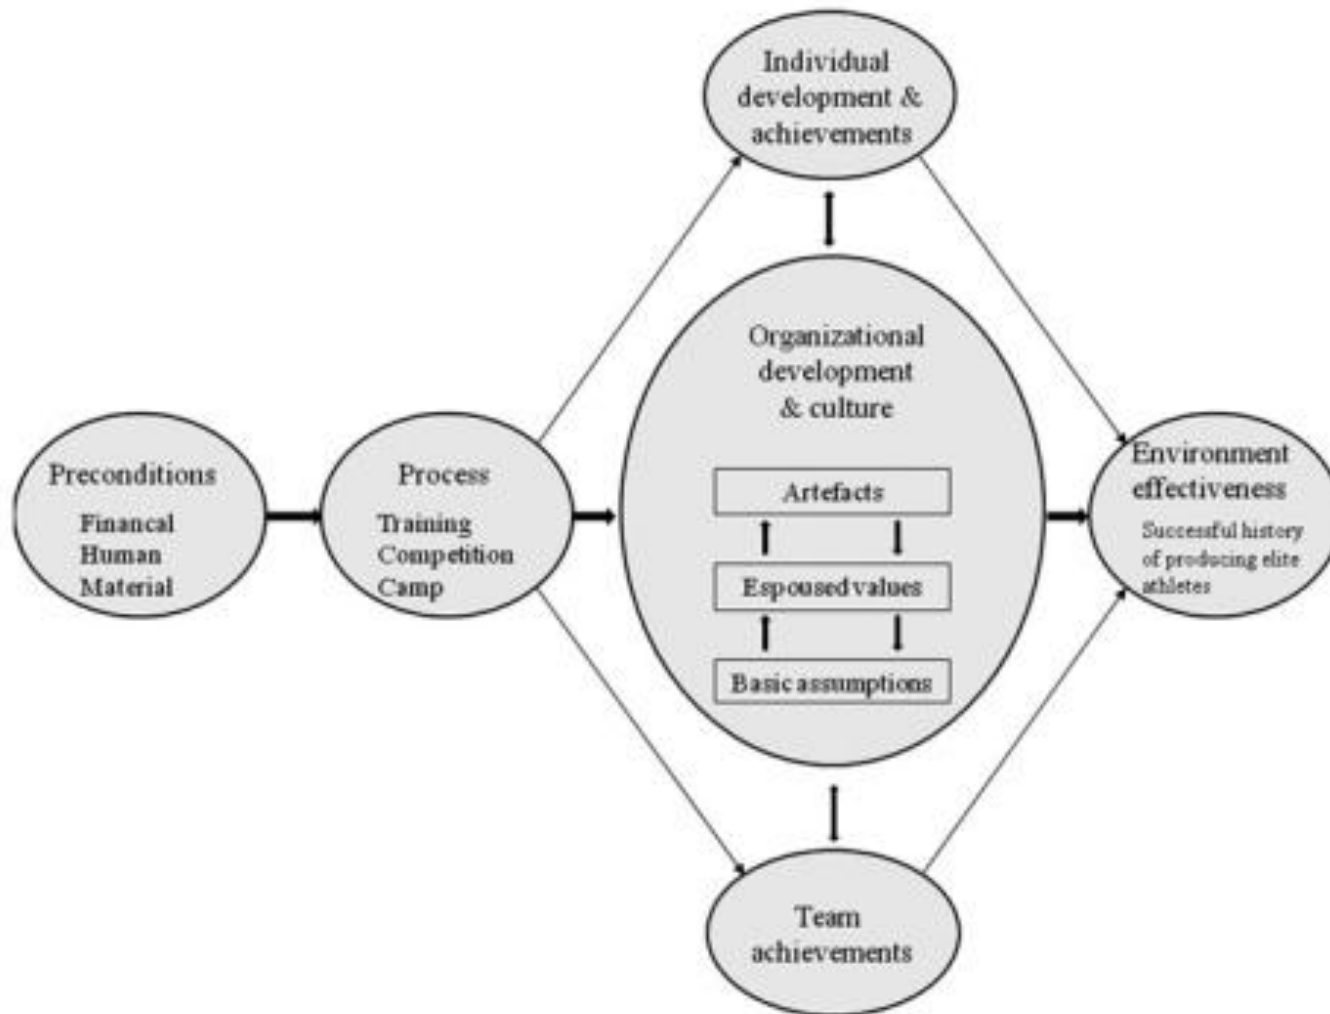 Individual
development &
achievements
Organizational
development
& culture
Artefacts
Espoused values
Basic assumptions
Preconditions
Financal
Human
Material
Process
Training
Competition
Camp
Environment
effectiveness
Successful history
of producing elite
athletes
Team
achievements